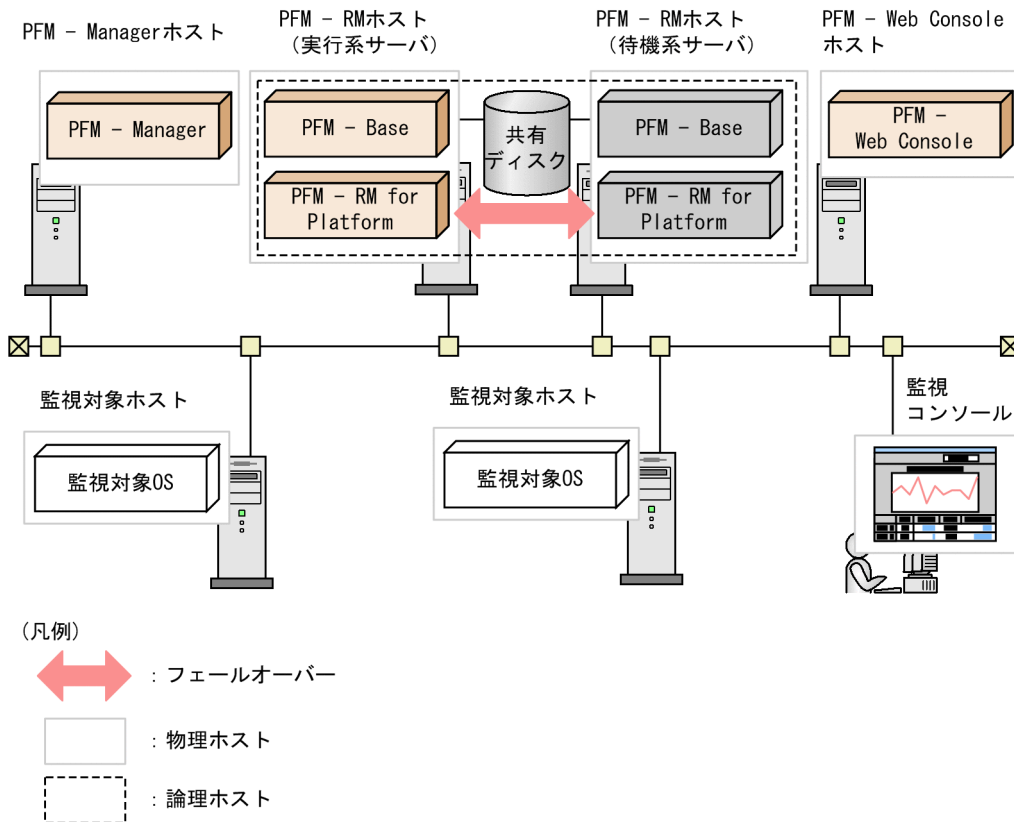 PFM - Managerホスト
PFM - RMホスト
(実行系サーバ)
PFM - RMホスト
(待機系サーバ)
PFM - Web Console
ホスト
PFM - Manager
PFM - Base
共有
ディスク
PFM - Base
PFM -
Web Console
PFM - RM for
Platform
PFM - RM for
Platform
監視対象ホスト
監視対象ホスト
監視
コンソール
監視対象OS
監視対象OS
(凡例)
: フェールオーバー
: 物理ホスト
: 論理ホスト